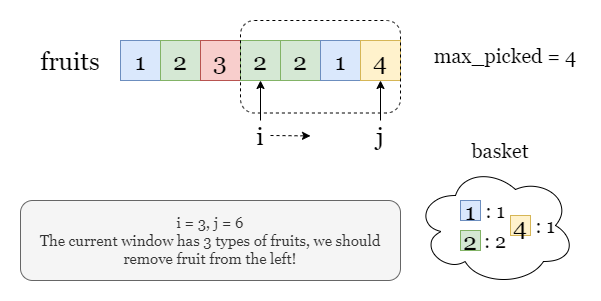 fruits 1 2 3 2 2 1 4 max_picked = 4
i j
basket
1 : 1
4 : 1
2 : 2
i = 3, j = 6
The current window has 3 types of fruits, we should
remove fruit from the left!